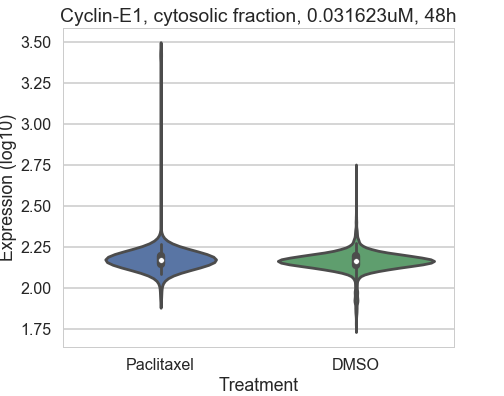 Cyclin-E1, cytosolic fraction, 0.031623uM, 48h
Expression (log10)
3.50
3.25
3.00
2.75
2.50
2.25
2.00
1.75
Paclitaxel
DMSO
Treatment